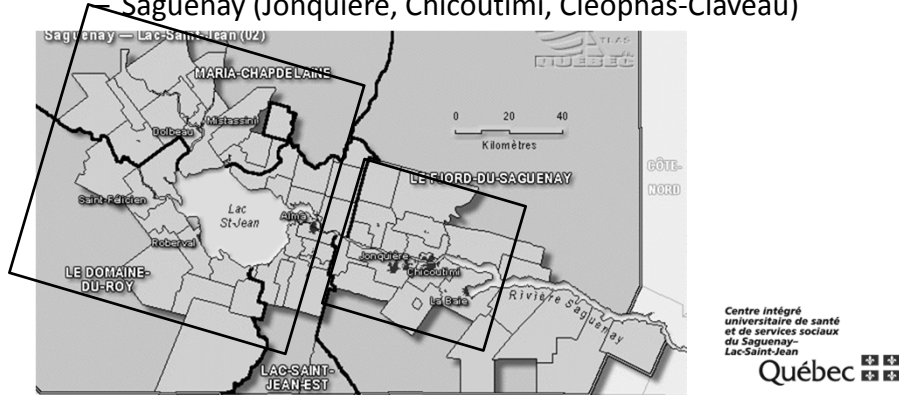 – Saguenay (Jonquière, Chicoutimi, Cléophas-Claveau)
Saguenay — Lac-Saint-Jean (02)
ATLAS
QUÉBEC
MARIA-CHAPDELAINE
Dolbeau
Mistassini
0 20 40
Kilomètres
CÔTE-
NORD
LE FJORD-DU-SAGUENAY
Saint-Félicien
Lac
St-Jean
Alma
Roberval
Jonquière
Chicoutimi
LE DOMAINE-
DU-ROY
La Baie
Rivière Saguenay
LAC-SAINT-
JEAN-EST
Centre intégré
universitaire de santé
et de services sociaux
du Saguenay–
Lac-Saint-Jean
Québec